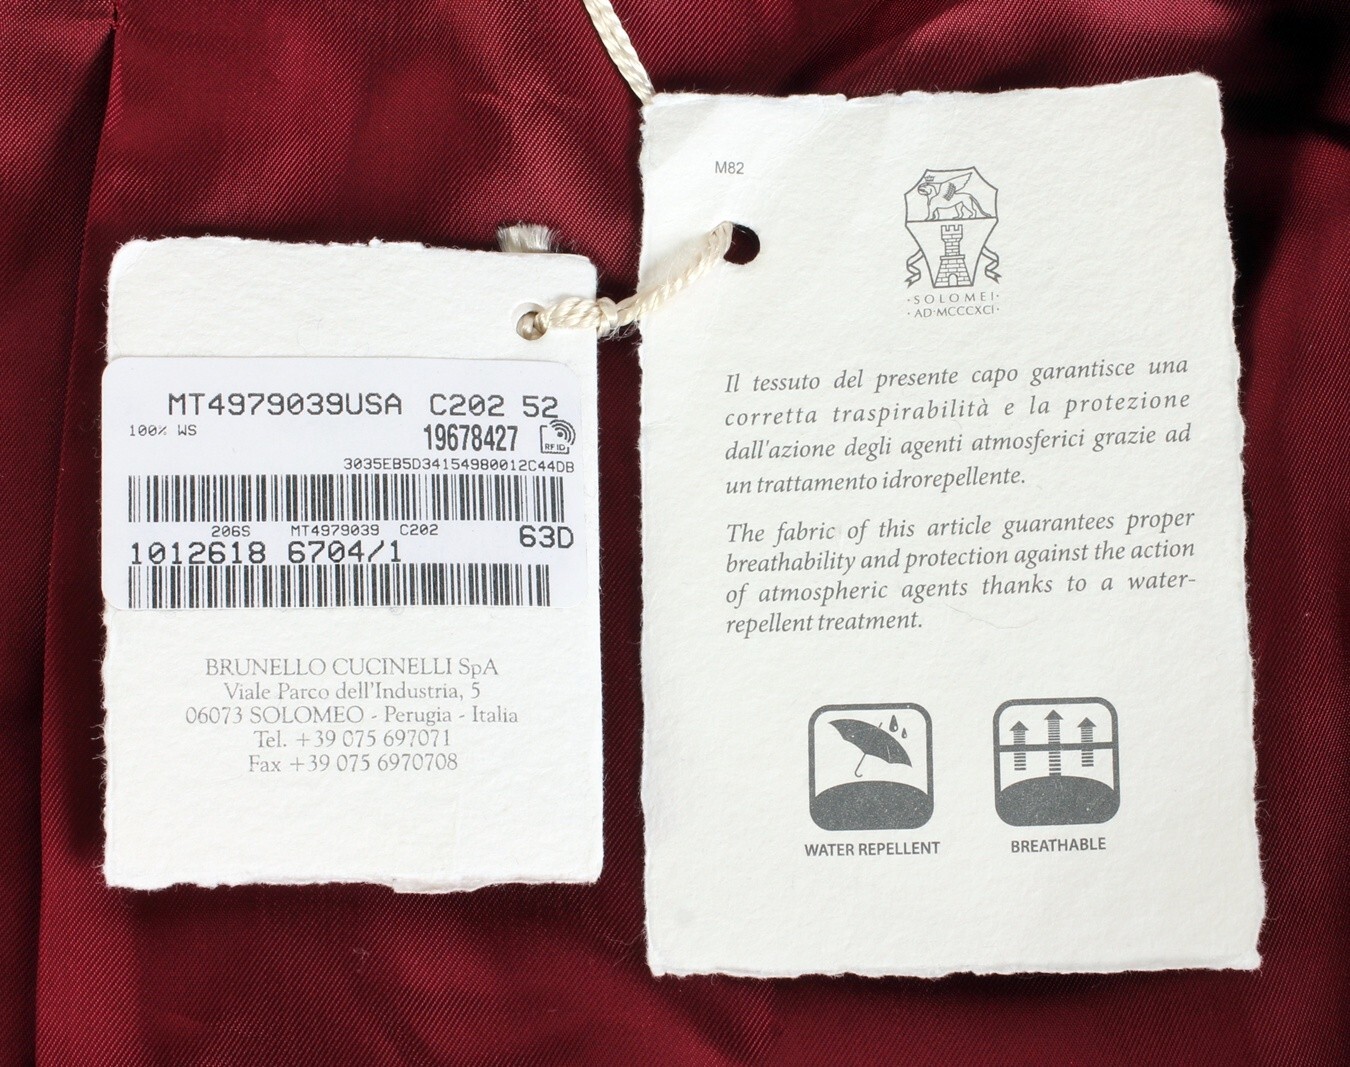 MT4979039USA C202 52
100% WS
19678427
RFID
3035EB5D34154980012C44DB
206S MT4979039 C202
63D
1012618 6704/1
BRUNELLO CUCINELLI SpA
Viale Parco dell'Industria, 5
06073 SOLOMEO - Perugia - Italia
Tel. +39 075 697071
Fax +39 075 6970708
M82
·SOLOMEI·
·AD·MCCCXCI·
Il tessuto del presente capo garantisce una
corretta traspirabilità e la protezione
dall'azione degli agenti atmosferici grazie ad
un trattamento idrorepellente.
The fabric of this article guarantees proper
breathability and protection against the action
of atmospheric agents thanks to a water-
repellent treatment.
WATER REPELLENT
BREATHABLE